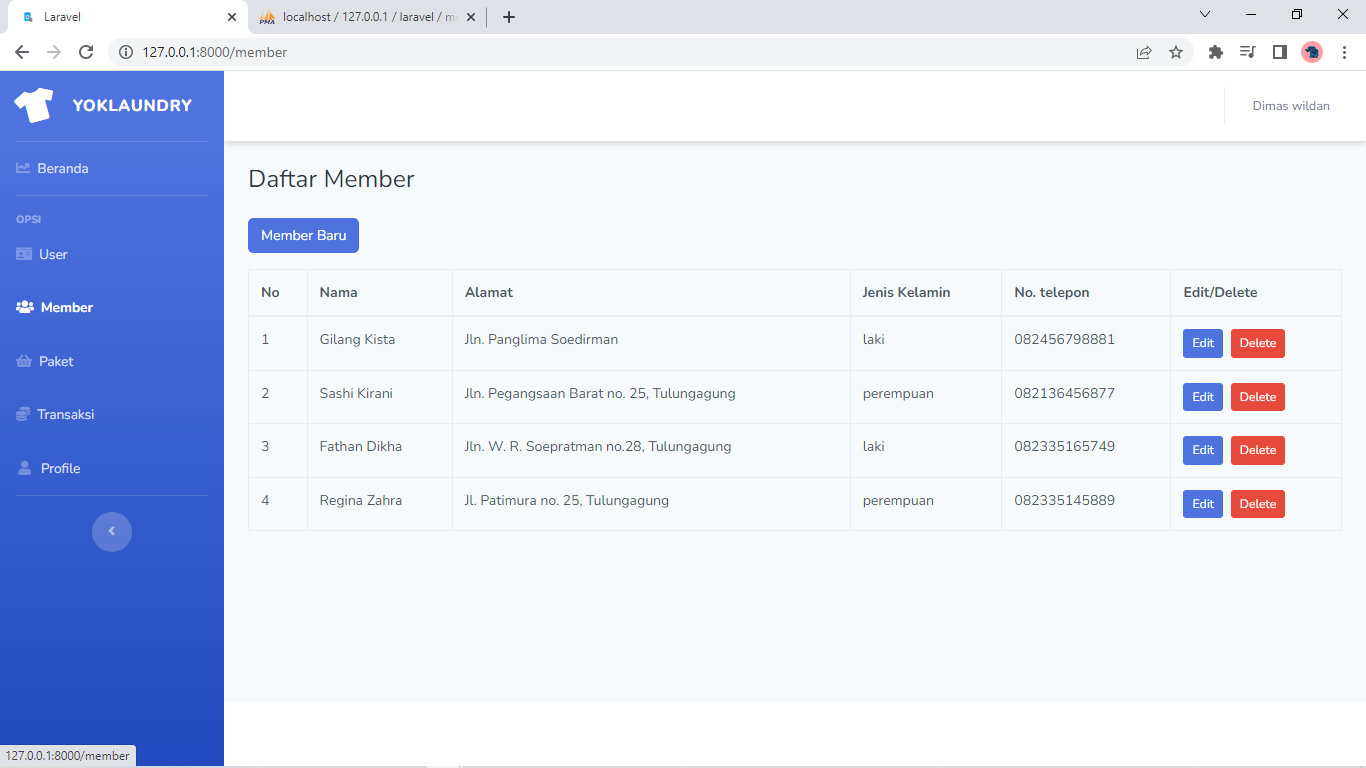 Laravel
PMA localhost / 127.0.0.1 / laravel / m
127.0.0.1:8000/member
YOKLAUNDRY
Dimas wildan
Beranda
OPSI
User
Member
Paket
Transaksi
Profile
Daftar Member
Member Baru
No Nama Alamat Jenis Kelamin No. telepon Edit/Delete
1 Gilang Kista Jln. Panglima Soedirman laki 082456798881 Edit Delete
2 Sashi Kirani Jln. Pegangsaan Barat no. 25, Tulungagung perempuan 082136456877 Edit Delete
3 Fathan Dikha Jln. W. R. Soepratman no.28, Tulungagung laki 082335165749 Edit Delete
4 Regina Zahra Jl. Patimura no. 25, Tulungagung perempuan 082335145889 Edit Delete
127.0.0.1:8000/member